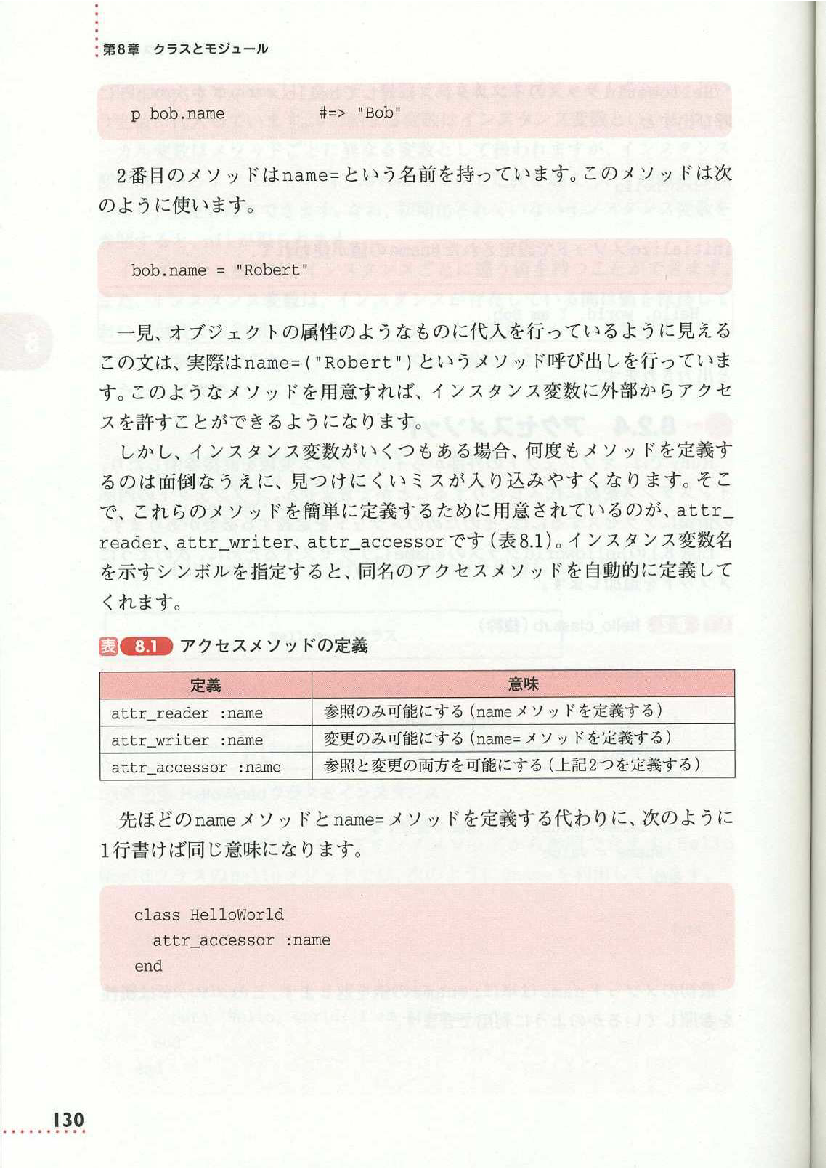 第8章 クラスとモジュール
p bob.name #=> "Bob"
2番目のメソッドはname=という名前を持っています。このメソッドは次
のように使います。
bob.name = "Robert"
一見、オブジェクトの属性のようなものに代入を行っているように見える
この文は、実際はname=("Robert")というメソッド呼び出しを行っていま
す。このようなメソッドを用意すれば、インスタンス変数に外部からアクセ
スを許すことができるようになります。
しかし、インスタンス変数がいくつもある場合、何度もメソッドを定義す
るのは面倒なうえに、見つけにくいミスが入り込みやすくなります。そこ
で、これらのメソッドを簡単に定義するために用意されているのが、attr_
reader、attr_writer、attr_accessorです(表8.1)。インスタンス変数名
を示すシンボルを指定すると、同名のアクセスメソッドを自動的に定義して
くれます。
表 8.1 アクセスメソッドの定義
定義 意味
attr_reader :name 参照のみ可能にする(nameメソッドを定義する)
attr_writer :name 変更のみ可能にする(name=メソッドを定義する)
attr_accessor :name 参照と変更の両方を可能にする(上記2つを定義する)
先ほどのnameメソッドとname=メソッドを定義する代わりに、次のように
1行書けば同じ意味になります。
class HelloWorld
attr_accessor :name
end
130